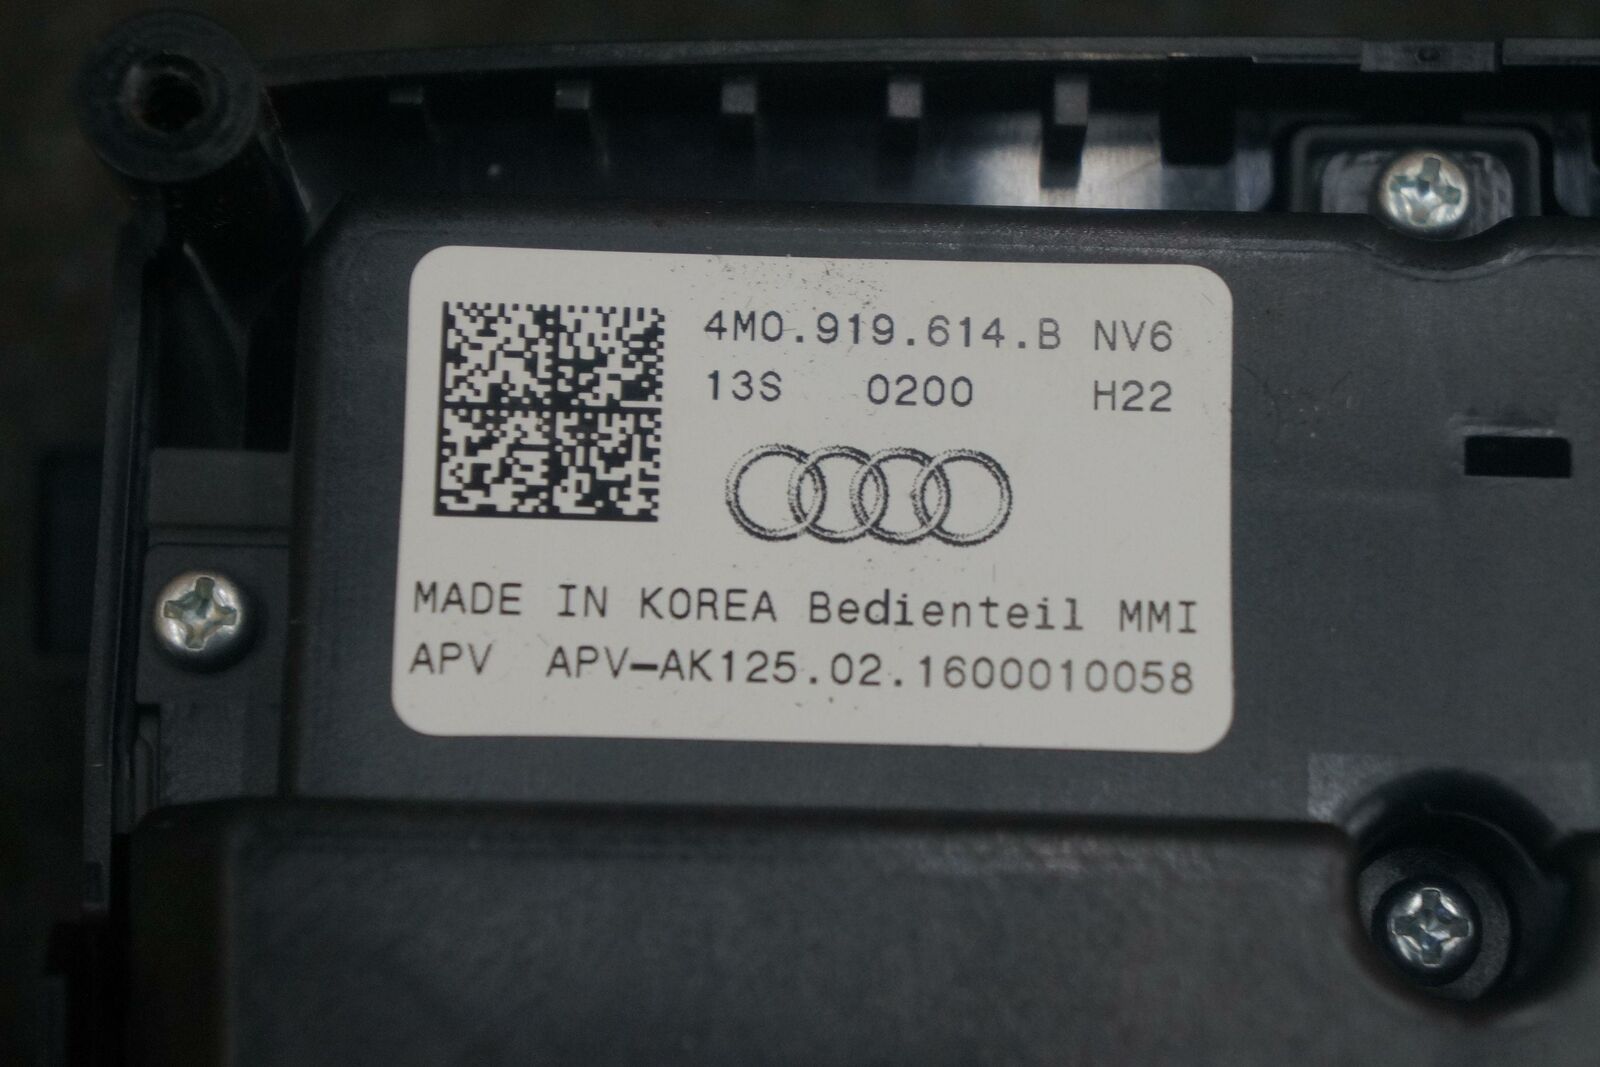 4M0.919.614.B NV6
13S 0200 H22
MADE IN KOREA Bedienteil MMI
APV APV-AK125.02.1600010058